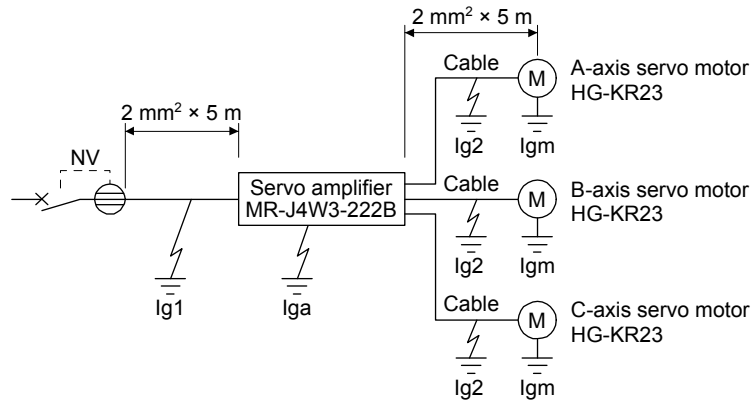 2 mm² × 5 m
Cable
M
A-axis servo motor
HG-KR23
2 mm² × 5 m
Ig2
Igm
NV
Servo amplifier
MR-J4W3-222B
Cable
M
B-axis servo motor
HG-KR23
Ig1
Iga
Ig2
Igm
Cable
M
C-axis servo motor
HG-KR23
Ig2
Igm